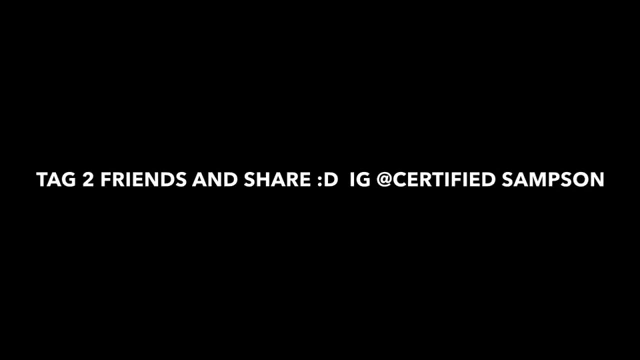 TAG 2 FRIENDS AND SHARE :D  IG @CERTIFIED SAMPSON